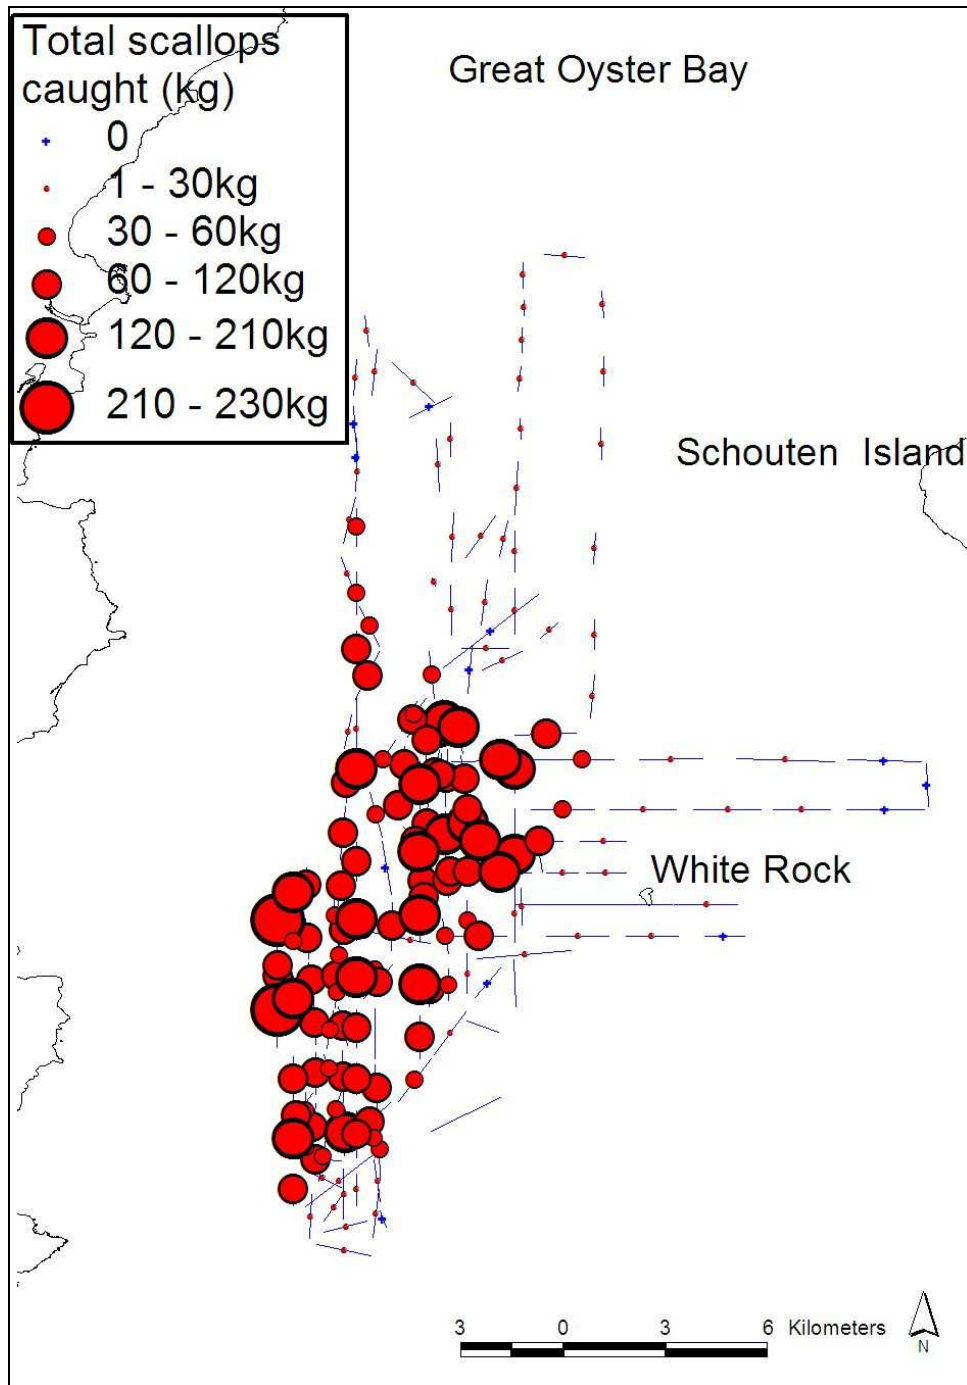 Total scallops
caught (kg)
0
1 - 30kg
30 - 60kg
60 - 120kg
120 - 210kg
210 - 230kg
Great Oyster Bay
Schouten Island
White Rock
3 0 3 6 Kilometers
N